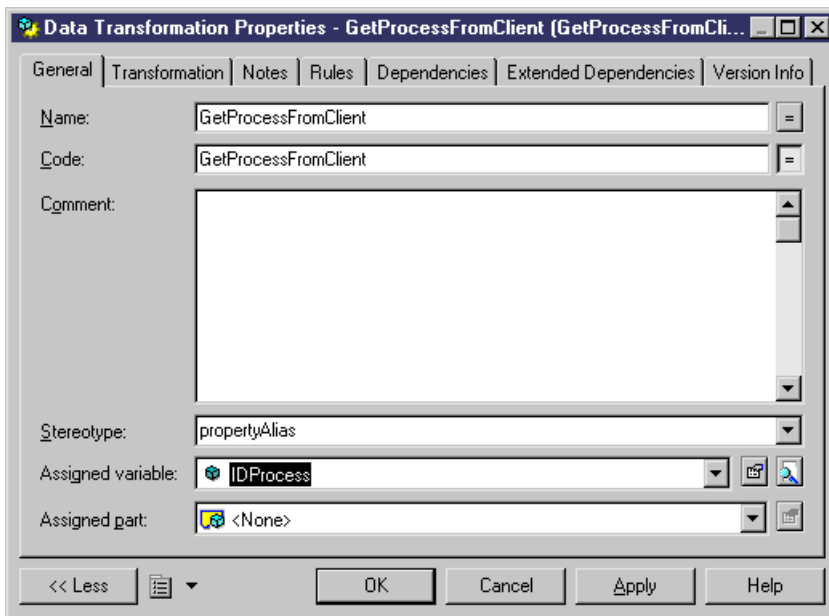 Data Transformation Properties - GetProcessFromClient (GetProcessFromCli...
General Transformation Notes Rules Dependencies Extended Dependencies Version Info
Name: GetProcessFromClient =
Code: GetProcessFromClient =
Comment:
Stereotype: propertyAlias
Assigned variable: IDProcess
Assigned part: <None>
<< Less OK Cancel Apply Help